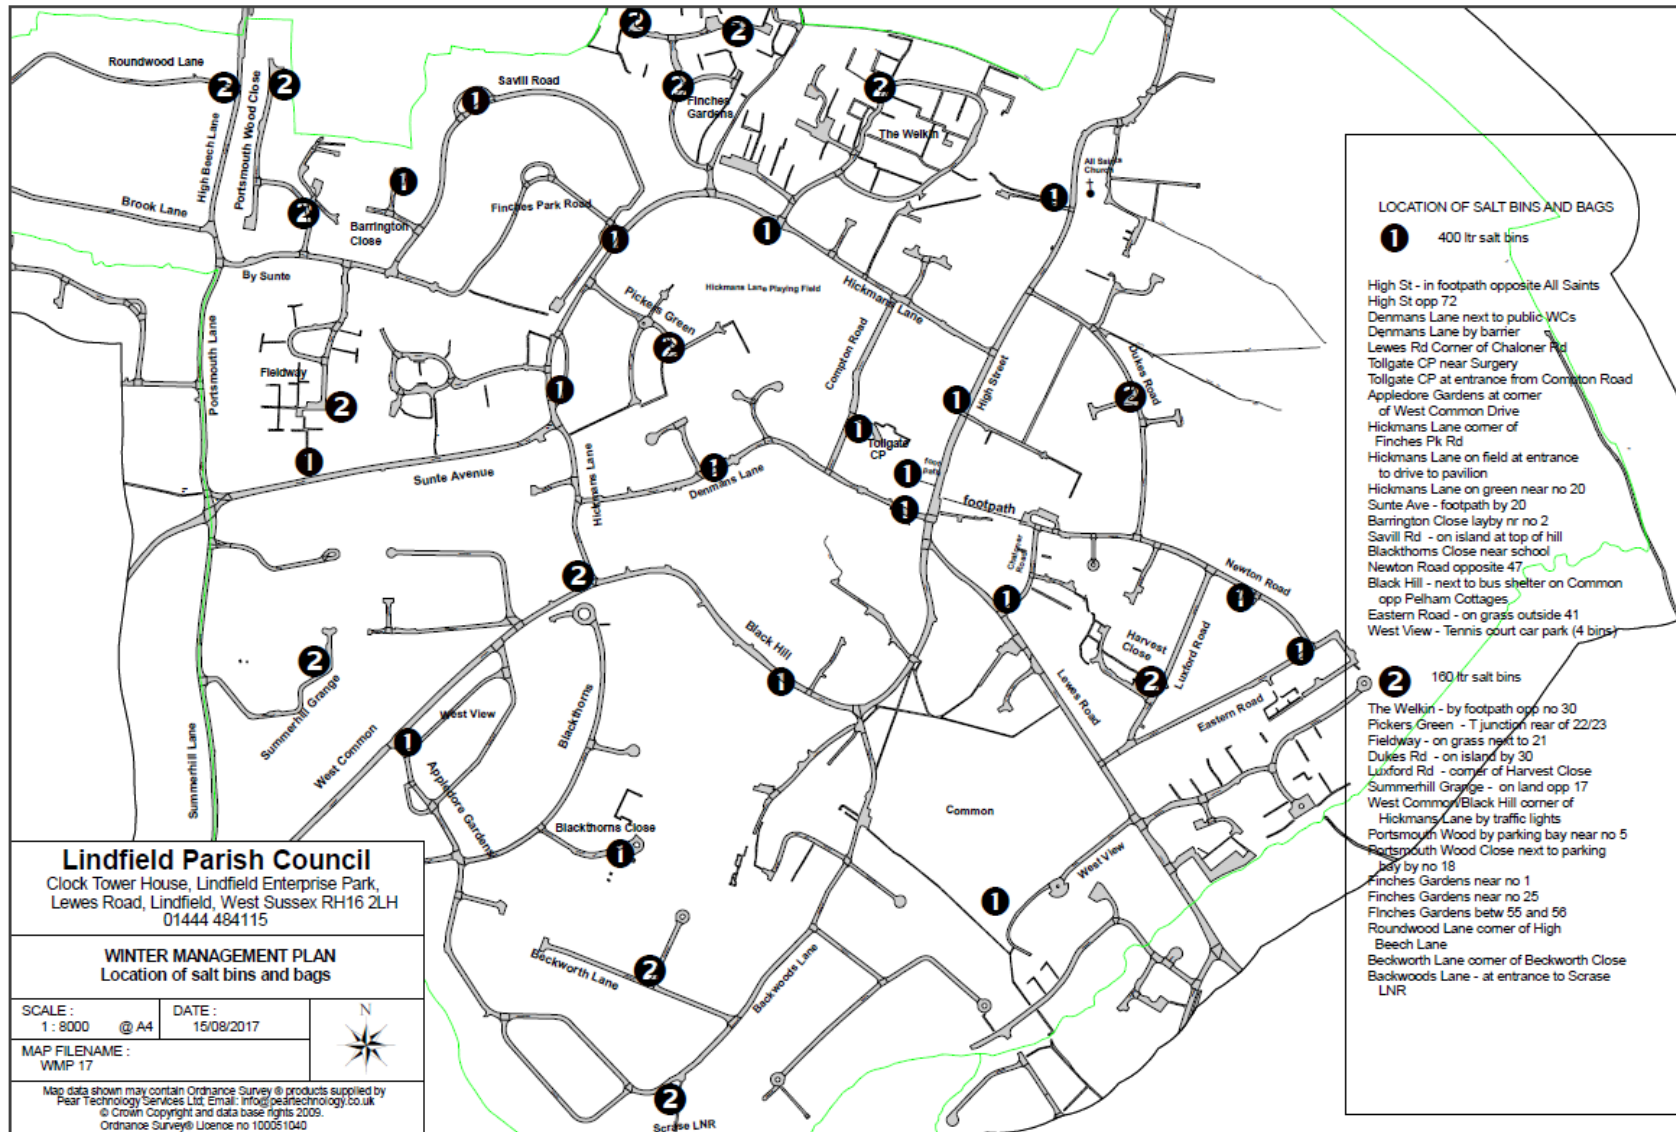 Roundwood Lane
High Beech Lane
Portsmouth Wood Close
Brook Lane
Savill Road
Barrington
Close
Finches Park Road
Finches
Gardens
The Welkin
All Saints
Church
By Sunte
Portsmouth Lane
Fieldway
Pickers Green
Hickmans Lane Playing Field
Hickmans Lane
Compton Road
High Street
Dukes Road
Tollgate
CP
foot
path
footpath
Sunte Avenue
Hickmans Lane
Denmans Lane
Chaloner
Road
Newton Road
Harvest
Close
Luxford Road
Lewes Road
Eastern Road
Black Hill
Summerhill Grange
Summerhill Lane
West Common
West View
Blackthorns
Appledore Gardens
Blackthorns Close
Common
West View
Beckworth Lane
Backwoods Lane
Scrase LNR
LOCATION OF SALT BINS AND BAGS
1 400 ltr salt bins
High St - in footpath opposite All Saints
High St opp 72
Denmans Lane next to public WCs
Denmans Lane by barrier
Lewes Rd Corner of Chaloner Rd
Tollgate CP near Surgery
Tollgate CP at entrance from Compton Road
Appledore Gardens at corner
of West Common Drive
Hickmans Lane corner of
Finches Pk Rd
Hickmans Lane on field at entrance
to drive to pavilion
Hickmans Lane on green near no 20
Sunte Ave - footpath by 20
Barrington Close layby nr no 2
Savill Rd - on island at top of hill
Blackthorns Close near school
Newton Road opposite 47
Black Hill - next to bus shelter on Common
opp Pelham Cottages
Eastern Road - on grass outside 41
West View - Tennis court car park (4 bins)
2 160 ltr salt bins
The Welkin - by footpath opp no 30
Pickers Green - T junction rear of 22/23
Fieldway - on grass next to 21
Dukes Rd - on island by 30
Luxford Rd - corner of Harvest Close
Summerhill Grange - on land opp 17
West Common/Black Hill corner of
Hickmans Lane by traffic lights
Portsmouth Wood by parking bay near no 5
Portsmouth Wood Close next to parking
bay by no 18
Finches Gardens near no 1
Finches Gardens near no 25
Finches Gardens betw 55 and 56
Roundwood Lane corner of High
Beech Lane
Beckworth Lane corner of Beckworth Close
Backwoods Lane - at entrance to Scrase
LNR
Lindfield Parish Council
Clock Tower House, Lindfield Enterprise Park,
Lewes Road, Lindfield, West Sussex RH16 2LH
01444 484115
WINTER MANAGEMENT PLAN
Location of salt bins and bags
SCALE :
1 : 8000 @ A4
DATE :
15/08/2017
N
MAP FILENAME :
WMP 17
Map data shown may contain Ordnance Survey ® products supplied by
Pear Technology Services Ltd; Email: info@peartechnology.co.uk
© Crown Copyright and data base rights 2009.
Ordnance Survey® Licence no 100051040